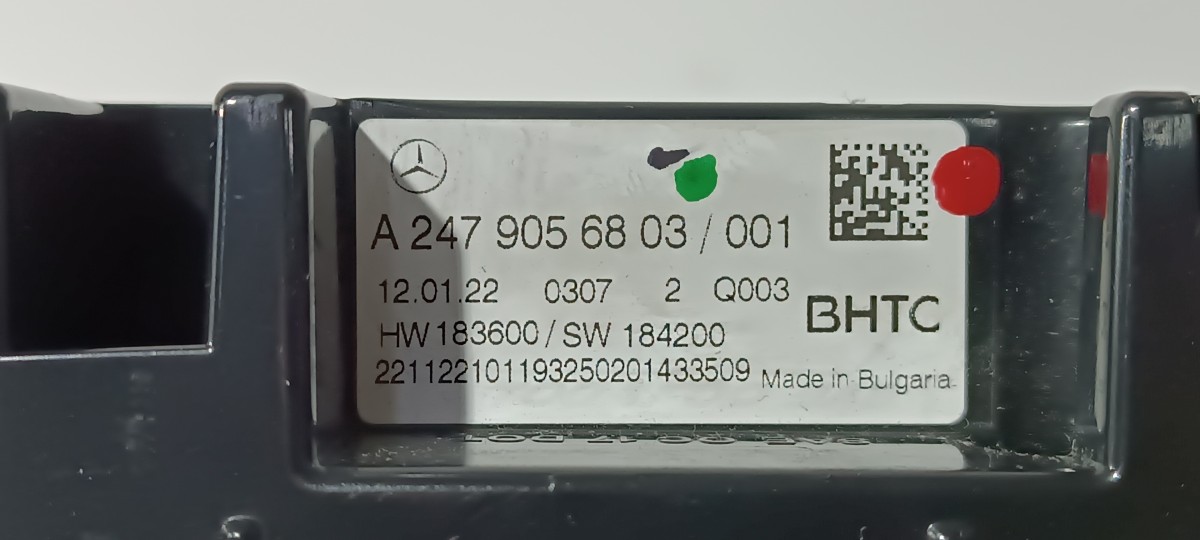 A 247 905 68 03 / 001
12.01.22 0307 2 Q003
BHTC
HW 183600 / SW 184200
221122101193250201433509
Made in Bulgaria